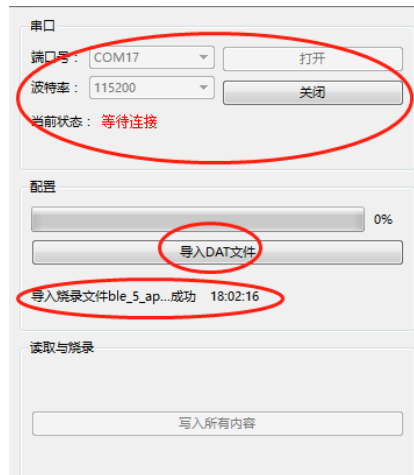 串口
端口号： COM17 打开
波特率： 115200 关闭
当前状态： 等待连接
配置
0%
导入DAT文件
导入烧录文件ble_5_ap...成功 18:02:16
读取与烧录
写入所有内容